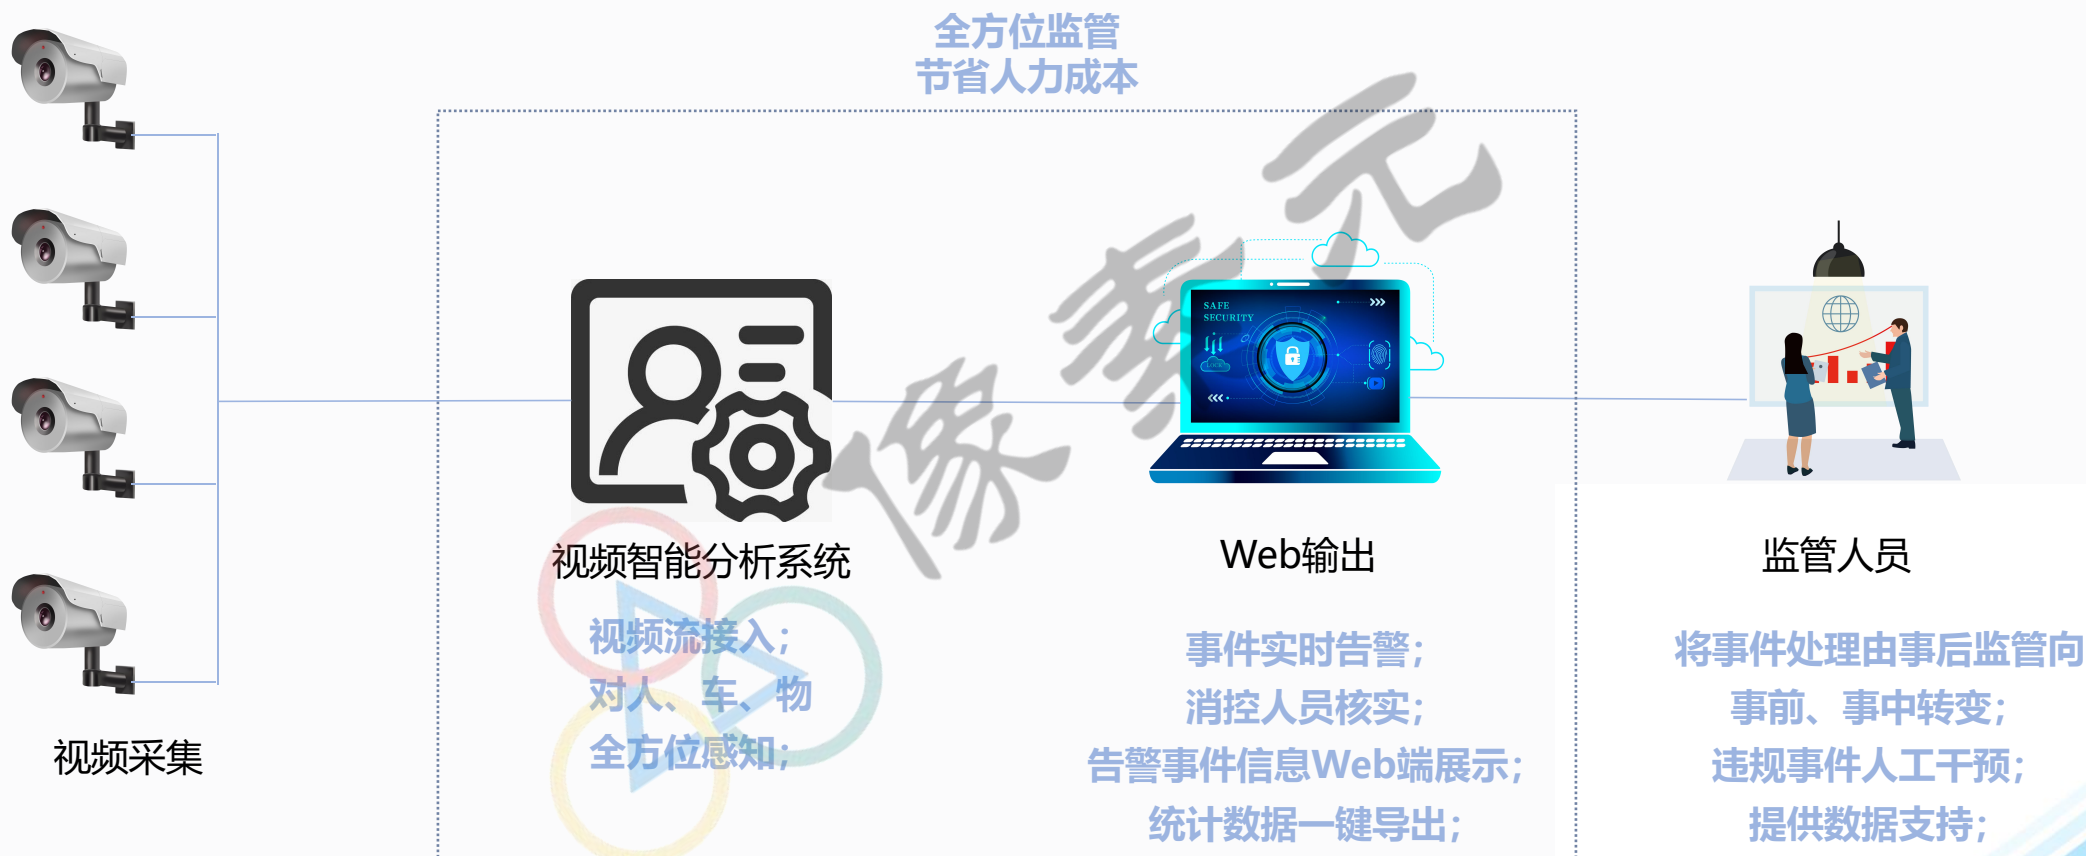 全方位监管
节省人力成本
SAFE
SECURITY
LOCK
像素元
视频智能分析系统
视频流接入；
对人、车、物
全方位感知；
Web输出
事件实时告警；
消控人员核实；
告警事件信息Web端展示；
统计数据一键导出；
监管人员
将事件处理由事后监管向
事前、事中转变；
违规事件人工干预；
提供数据支持；
视频采集